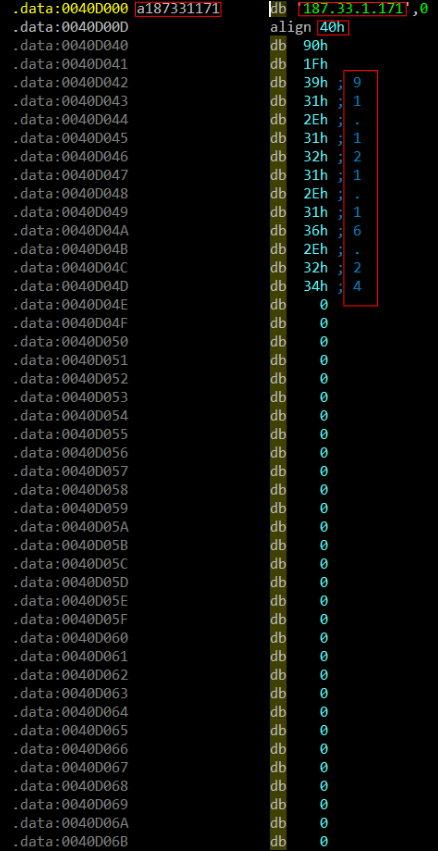 .data:0040D000 a187331171 db '187.33.1.171',0
.data:0040D00D align 40h
.data:0040D040 db 90h
.data:0040D041 db 1Fh
.data:0040D042 db 39h ; 9
.data:0040D043 db 31h ; 1
.data:0040D044 db 2Eh ; .
.data:0040D045 db 31h ; 1
.data:0040D046 db 32h ; 2
.data:0040D047 db 31h ; 1
.data:0040D048 db 2Eh ; .
.data:0040D049 db 31h ; 1
.data:0040D04A db 36h ; 6
.data:0040D04B db 2Eh ; .
.data:0040D04C db 32h ; 2
.data:0040D04D db 34h ; 4
.data:0040D04E db 0
.data:0040D04F db 0
.data:0040D050 db 0
.data:0040D051 db 0
.data:0040D052 db 0
.data:0040D053 db 0
.data:0040D054 db 0
.data:0040D055 db 0
.data:0040D056 db 0
.data:0040D057 db 0
.data:0040D058 db 0
.data:0040D059 db 0
.data:0040D05A db 0
.data:0040D05B db 0
.data:0040D05C db 0
.data:0040D05D db 0
.data:0040D05E db 0
.data:0040D05F db 0
.data:0040D060 db 0
.data:0040D061 db 0
.data:0040D062 db 0
.data:0040D063 db 0
.data:0040D064 db 0
.data:0040D065 db 0
.data:0040D066 db 0
.data:0040D067 db 0
.data:0040D068 db 0
.data:0040D069 db 0
.data:0040D06A db 0
.data:0040D06B db 0